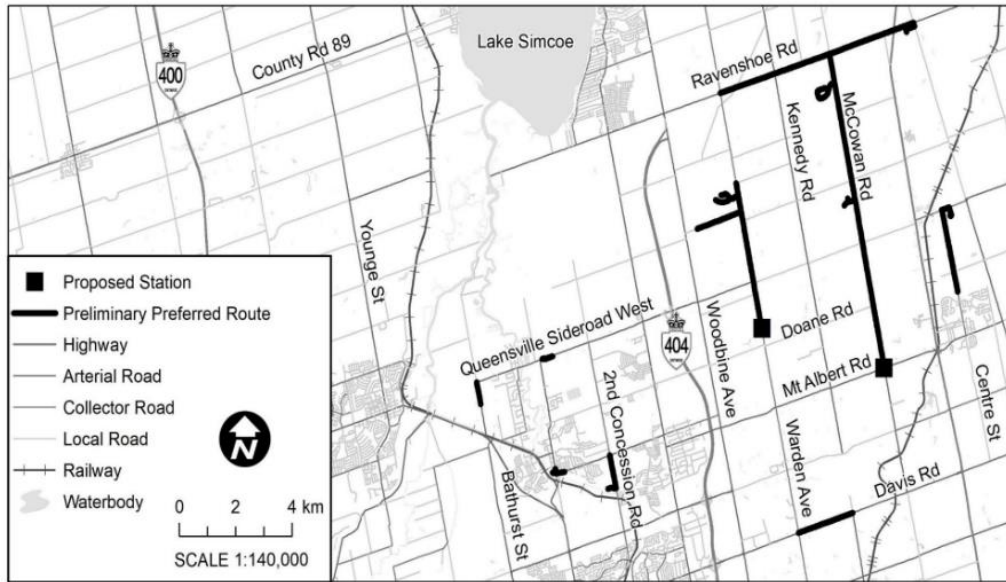 Lake Simcoe
County Rd 89
400
Ravenshoe Rd
Kennedy Rd
McCowan Rd
Younge St
Queensville Sideroad West
404
Woodbine Ave
Doane Rd
2nd Concession Rd
Mt Albert Rd
Centre St
Bathurst St
Warden Ave
Davis Rd
Proposed Station
Preliminary Preferred Route
Highway
Arterial Road
Collector Road
Local Road
Railway
Waterbody
N
0 2 4 km
SCALE 1:140,000